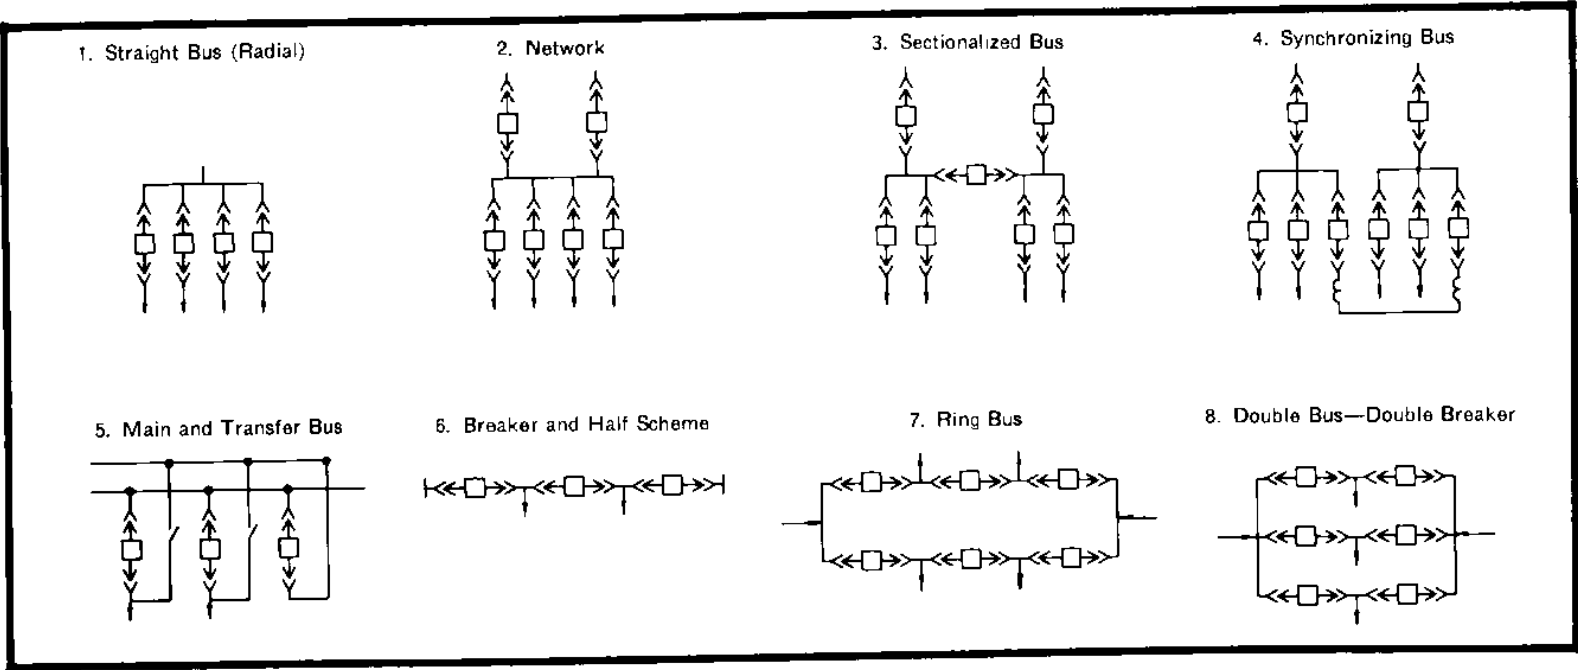 1. Straight Bus (Radial)
2. Network
3. Sectionalized Bus
4. Synchronizing Bus
5. Main and Transfer Bus
6. Breaker and Half Scheme
7. Ring Bus
8. Double Bus—Double Breaker